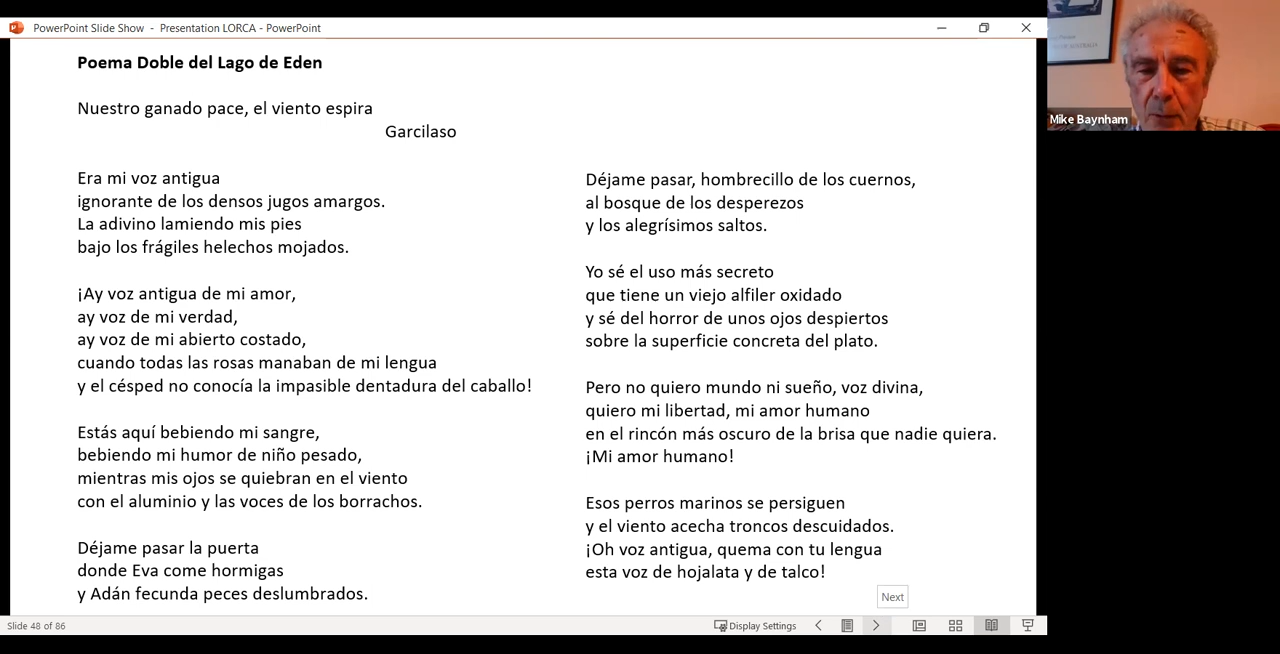 PowerPoint Slide Show - Presentation LORCA - PowerPoint
Poema Doble del Lago de Eden
Nuestro ganado pace, el viento espira
Garcilaso
Era mi voz antigua
ignorante de los densos jugos amargos.
La adivino lamiendo mis pies
bajo los frágiles helechos mojados.
¡Ay voz antigua de mi amor,
ay voz de mi verdad,
ay voz de mi abierto costado,
cuando todas las rosas manaban de mi lengua
y el césped no conocía la impasible dentadura del caballo!
Estás aquí bebiendo mi sangre,
bebiendo mi humor de niño pesado,
mientras mis ojos se quiebran en el viento
con el aluminio y las voces de los borrachos.
Déjame pasar la puerta
donde Eva come hormigas
y Adán fecunda peces deslumbrados.
Déjame pasar, hombrecillo de los cuernos,
al bosque de los desperezos
y los alegrísimos saltos.
Yo sé el uso más secreto
que tiene un viejo alfiler oxidado
y sé del horror de unos ojos despiertos
sobre la superficie concreta del plato.
Pero no quiero mundo ni sueño, voz divina,
quiero mi libertad, mi amor humano
en el rincón más oscuro de la brisa que nadie quiera.
¡Mi amor humano!
Esos perros marinos se persiguen
y el viento acecha troncos descuidados.
¡Oh voz antigua, quema con tu lengua
esta voz de hojalata y de talco!
Next
Slide 48 of 86
Display Settings
Mike Baynham